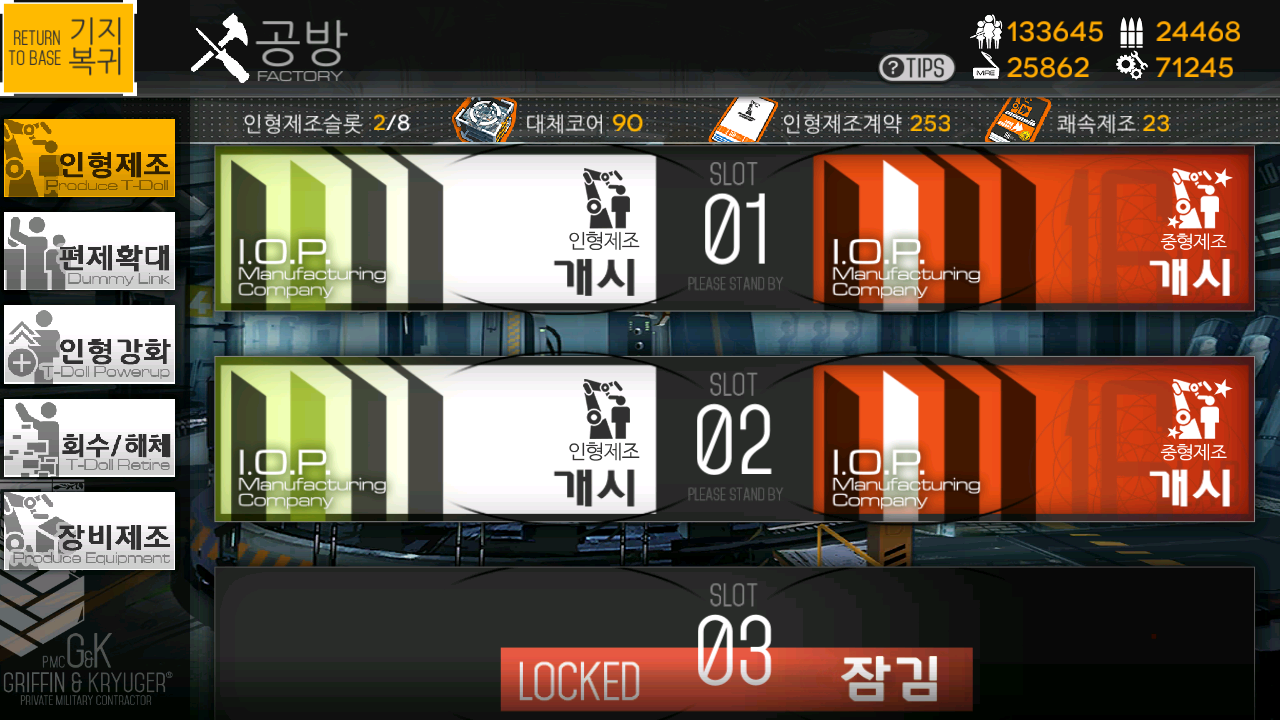 RETURN TO BASE 기지 복귀
공방
FACTORY
133645 24468
TIPS MRE 25862 71245
인형제조슬롯 2/8 대체코어 90 인형제조계약 253 쾌속제조 23
인형제조
Produce T-Doll
편제확대
Dummy Link
인형강화
T-Doll Powerup
회수/해체
T-Doll Retire
장비제조
Produce Equipment
PMC G&K
GRIFFIN & KRYUGER®
PRIVATE MILITARY CONTRACTOR
I.O.P.
Manufacturing
Company
인형제조
개시
SLOT
01
PLEASE STAND BY
I.O.P.
Manufacturing
Company
중형제조
개시
I.O.P.
Manufacturing
Company
인형제조
개시
SLOT
02
PLEASE STAND BY
I.O.P.
Manufacturing
Company
중형제조
개시
SLOT
03
LOCKED 잠김